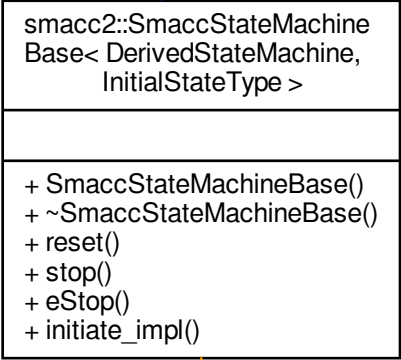 smacc2::SmaccStateMachine
Base< DerivedStateMachine,
InitialStateType >
+ SmaccStateMachineBase()
+ ~SmaccStateMachineBase()
+ reset()
+ stop()
+ eStop()
+ initiate_impl()